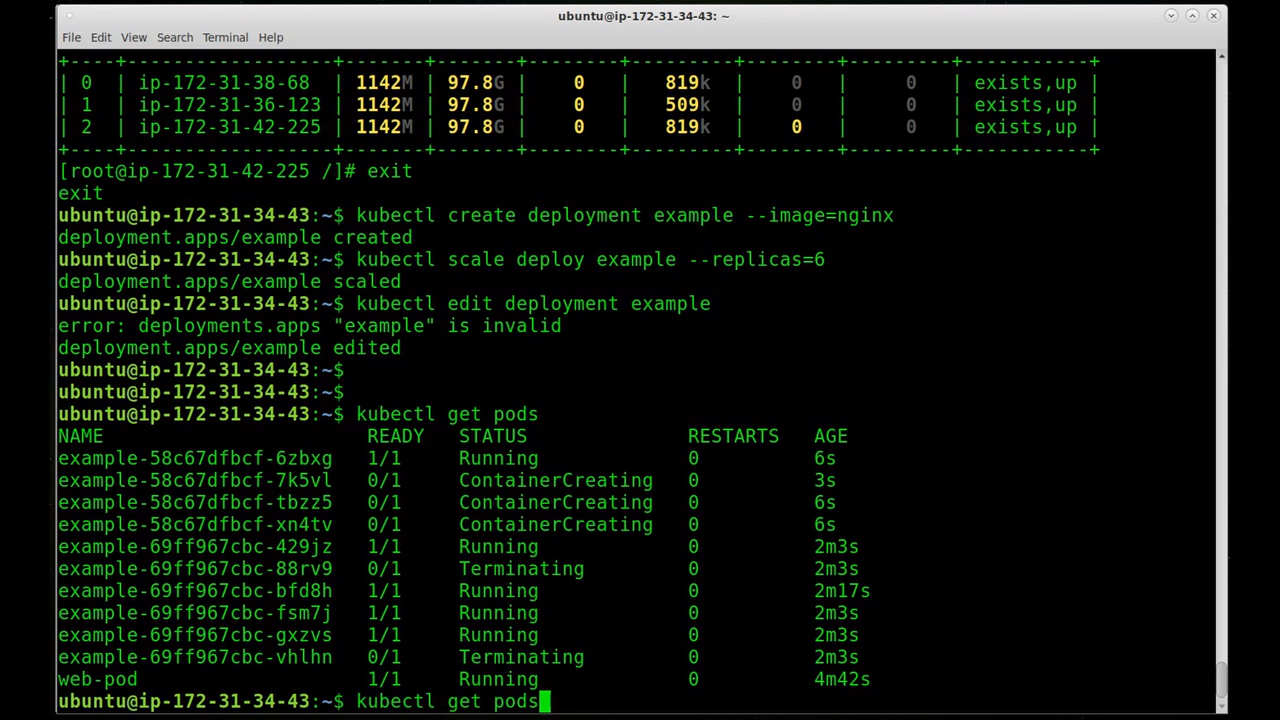 ubuntu@ip-172-31-34-43: ~
File Edit View Search Terminal Help
+----+-------------------+-------+-------+--------+---------+--------+---------+-----------+
| 0 | ip-172-31-38-68 | 1142M | 97.8G | 0 | 819k | 0 | 0 | exists,up |
| 1 | ip-172-31-36-123 | 1142M | 97.8G | 0 | 509k | 0 | 0 | exists,up |
| 2 | ip-172-31-42-225 | 1142M | 97.8G | 0 | 819k | 0 | 0 | exists,up |
+----+-------------------+-------+-------+--------+---------+--------+---------+-----------+
[root@ip-172-31-42-225 /]# exit
exit
ubuntu@ip-172-31-34-43:~$ kubectl create deployment example --image=nginx
deployment.apps/example created
ubuntu@ip-172-31-34-43:~$ kubectl scale deploy example --replicas=6
deployment.apps/example scaled
ubuntu@ip-172-31-34-43:~$ kubectl edit deployment example
error: deployments.apps "example" is invalid
deployment.apps/example edited
ubuntu@ip-172-31-34-43:~$
ubuntu@ip-172-31-34-43:~$
ubuntu@ip-172-31-34-43:~$ kubectl get pods
NAME READY STATUS RESTARTS AGE
example-58c67dfbcf-6zbxg 1/1 Running 0 6s
example-58c67dfbcf-7k5vl 0/1 ContainerCreating 0 3s
example-58c67dfbcf-tbzz5 0/1 ContainerCreating 0 6s
example-58c67dfbcf-xn4tv 0/1 ContainerCreating 0 6s
example-69ff967cbc-429jz 1/1 Running 0 2m3s
example-69ff967cbc-88rv9 0/1 Terminating 0 2m3s
example-69ff967cbc-bfd8h 1/1 Running 0 2m17s
example-69ff967cbc-fsm7j 1/1 Running 0 2m3s
example-69ff967cbc-gxzvs 1/1 Running 0 2m3s
example-69ff967cbc-vhlhn 0/1 Terminating 0 2m3s
web-pod 1/1 Running 0 4m42s
ubuntu@ip-172-31-34-43:~$ kubectl get pods